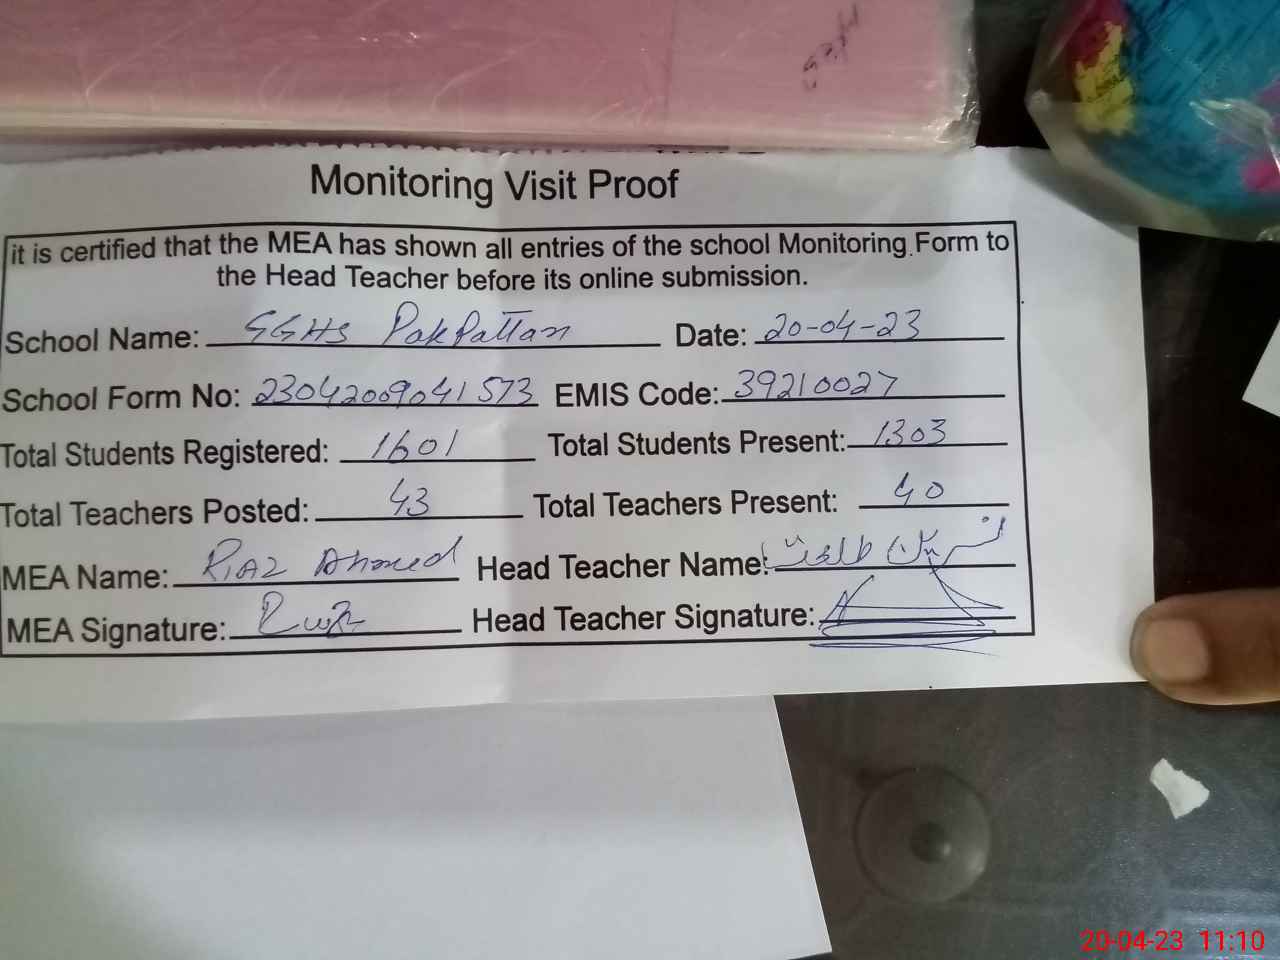 Monitoring Visit Proof
it is certified that the MEA has shown all entries of the school Monitoring Form to
the Head Teacher before its online submission.
School Name: GGHS PakPattan Date: 20-04-23
School Form No: 23042009041573 EMIS Code: 39210027
Total Students Registered: 1601 Total Students Present: 1303
Total Teachers Posted: 43 Total Teachers Present: 40
MEA Name: Riaz Ahmed Head Teacher Name:
MEA Signature: Head Teacher Signature:
20-04-23 11:10